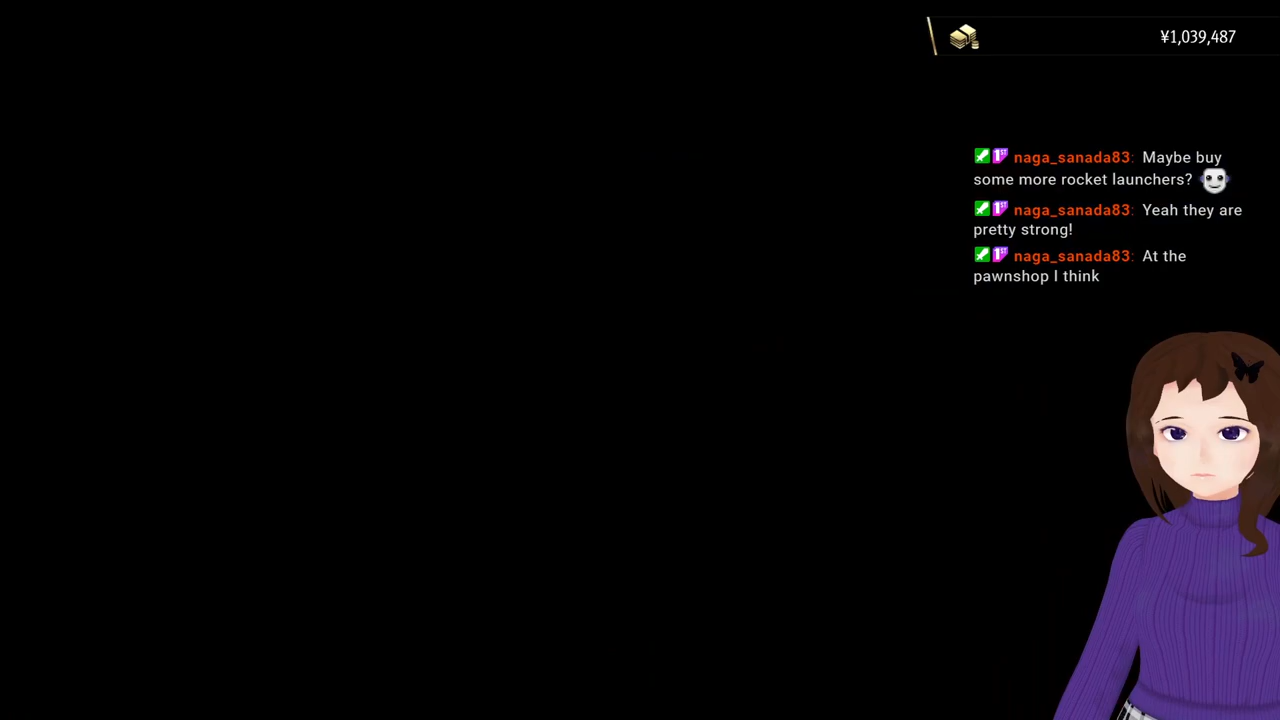 ¥1,039,487
naga_sanada83: Maybe buy
some more rocket launchers?
naga_sanada83: Yeah they are
pretty strong!
naga_sanada83: At the
pawnshop I think